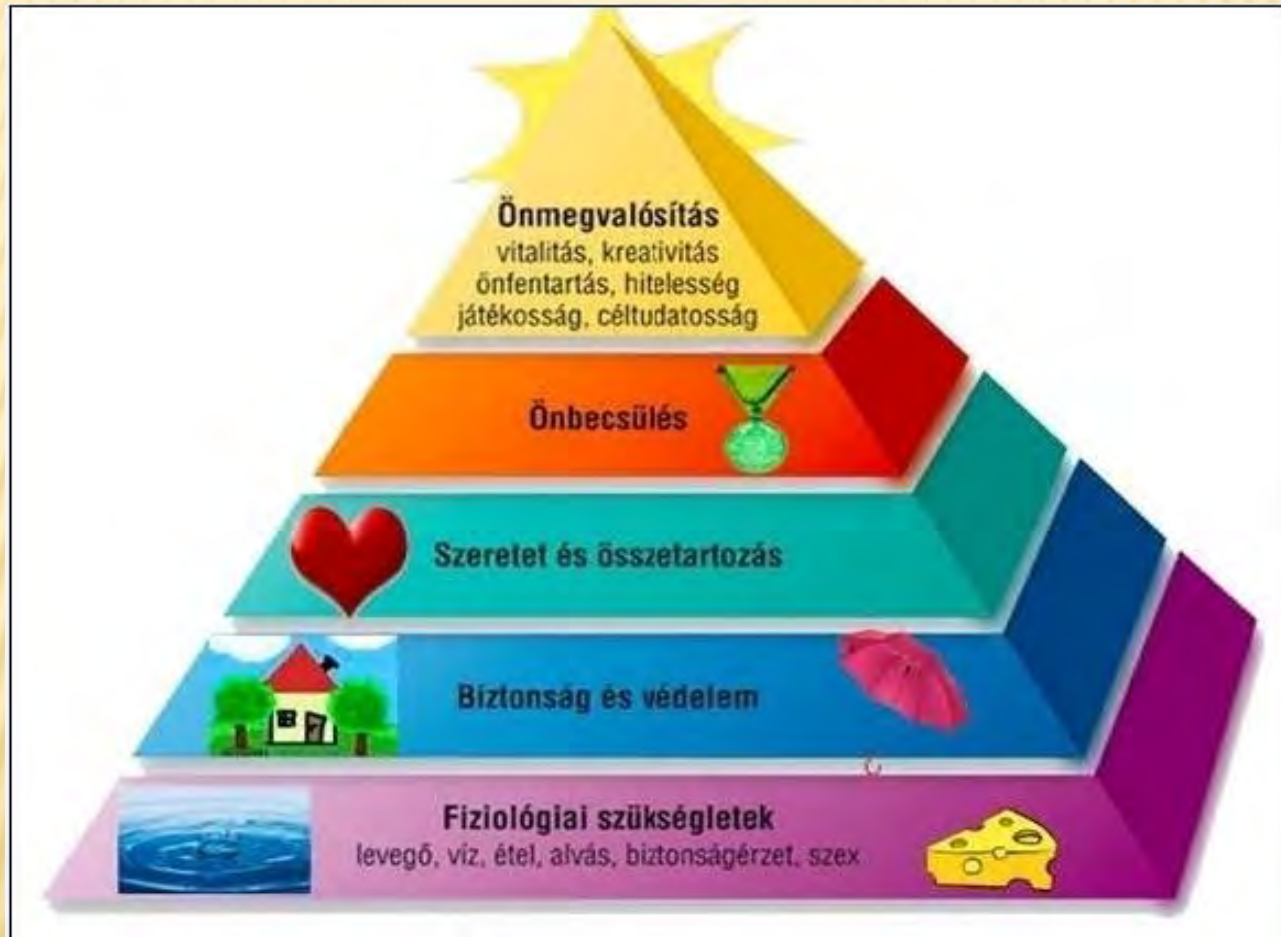 Önmegvalósítás
vitalitás, kreativitás
önfentartás, hitelesség
játékosság, céltudatosság
Önbecsülés
Szeretet és összetartozás
Biztonság és védelem
Fiziológiai szükségletek
levegő, víz, étel, alvás, biztonságérzet, szex